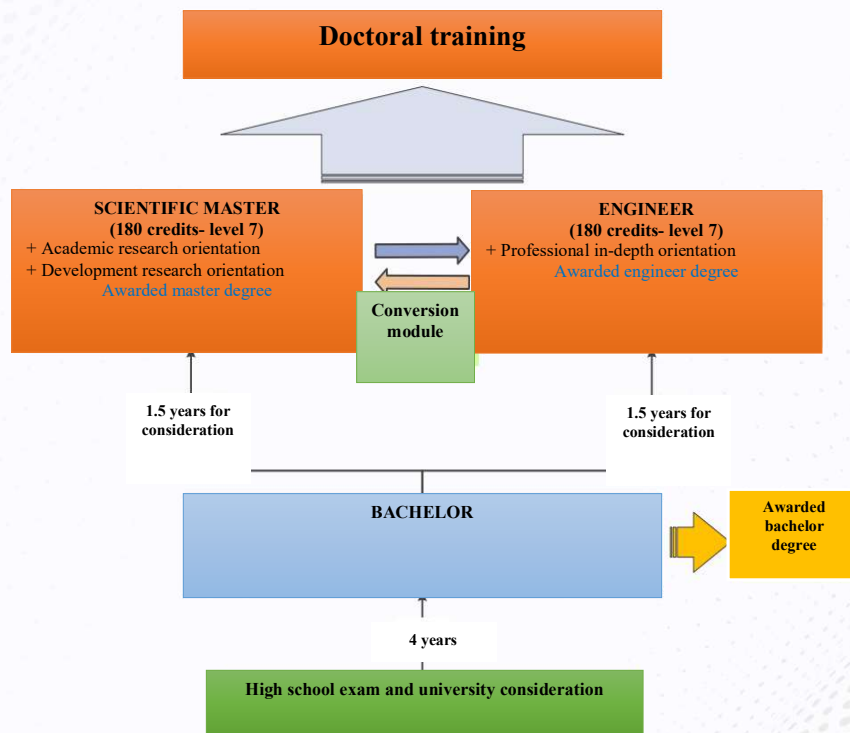 Doctoral training
SCIENTIFIC MASTER
(180 credits- level 7)
+ Academic research orientation
+ Development research orientation
Awarded master degree
ENGINEER
(180 credits- level 7)
+ Professional in-depth orientation
Awarded engineer degree
Conversion
module
1.5 years for
consideration
1.5 years for
consideration
BACHELOR
Awarded
bachelor
degree
4 years
High school exam and university consideration